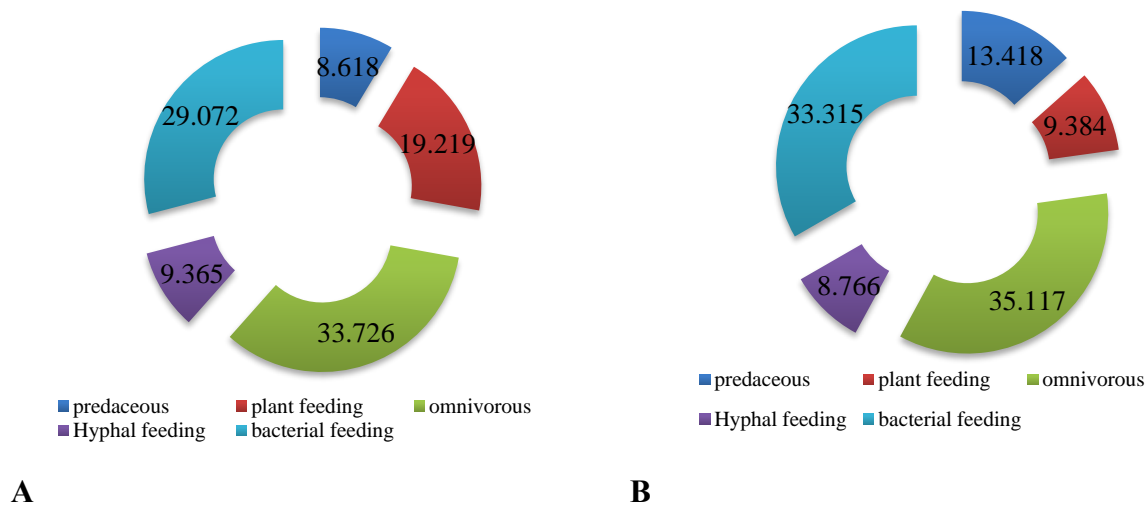 8.618
19.219
33.726
9.365
29.072
predaceous plant feeding omnivorous
Hyphal feeding bacterial feeding
A
13.418
9.384
35.117
8.766
33.315
predaceous plant feeding omnivorous
Hyphal feeding bacterial feeding
B